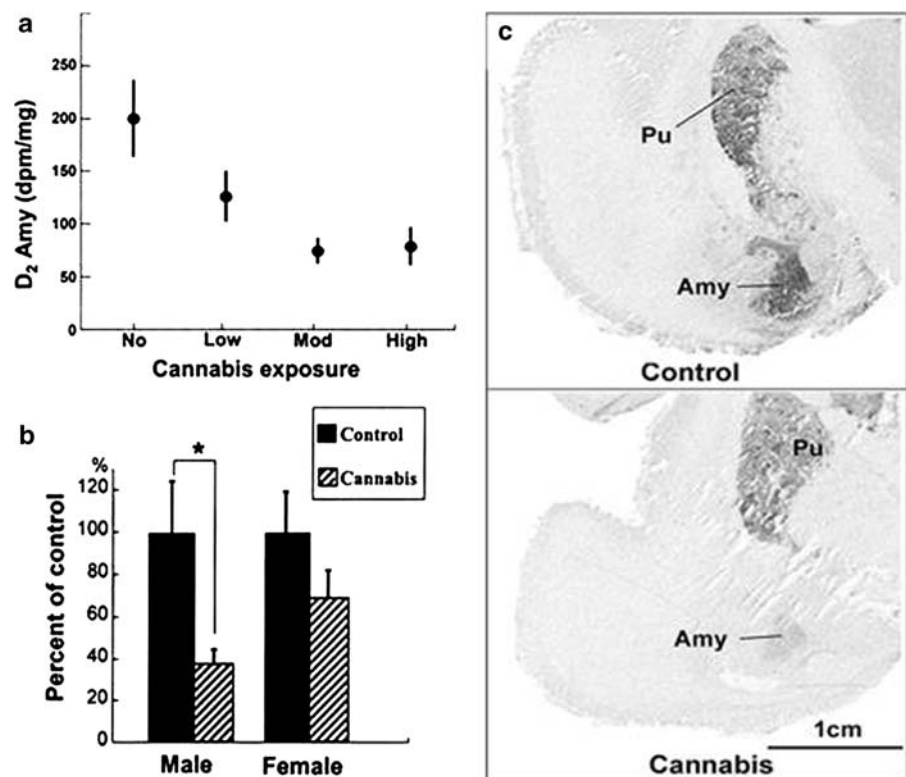 a
D₂ Amy (dpm/mg)
250
200
150
100
50
0
No Low Mod High
Cannabis exposure
b
Control
Cannabis
*
%
Percent of control
120
100
80
60
40
20
0
Male Female
c
Pu
Amy
Control
Pu
Amy
1cm
Cannabis